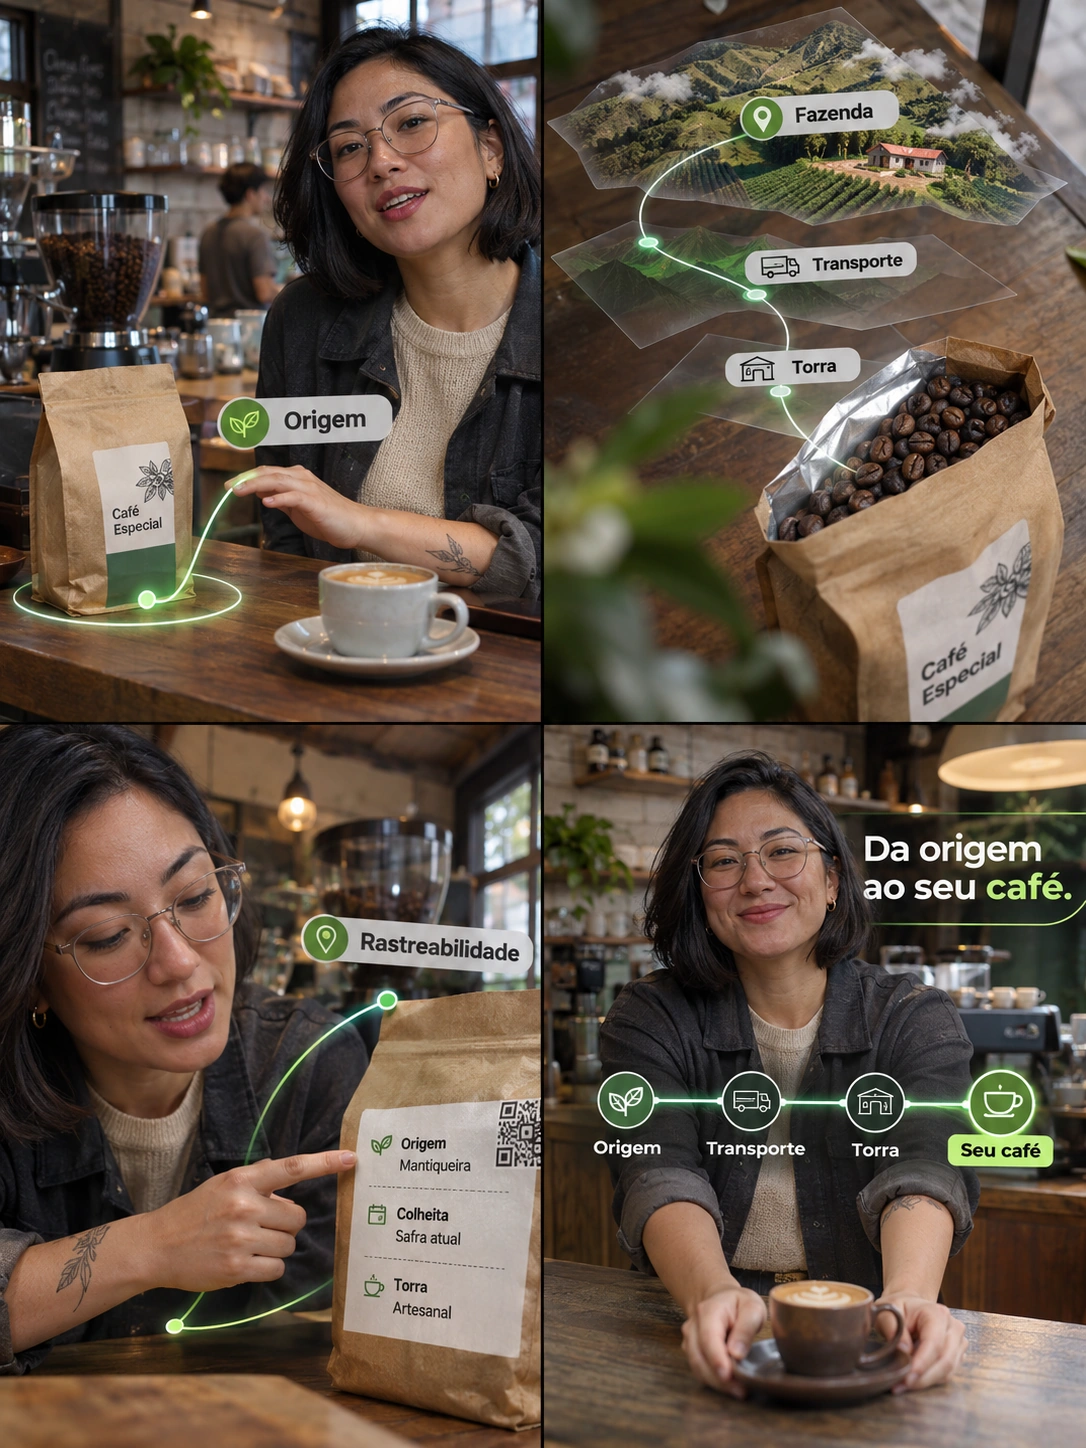 Origem
Café
Especial
Fazenda
Transporte
Torra
Café
Especial
Rastreabilidade
Origem
Mantiqueira
Colheita
Safra atual
Torra
Artesanal
Da origem
ao seu café.
Origem
Transporte
Torra
Seu café